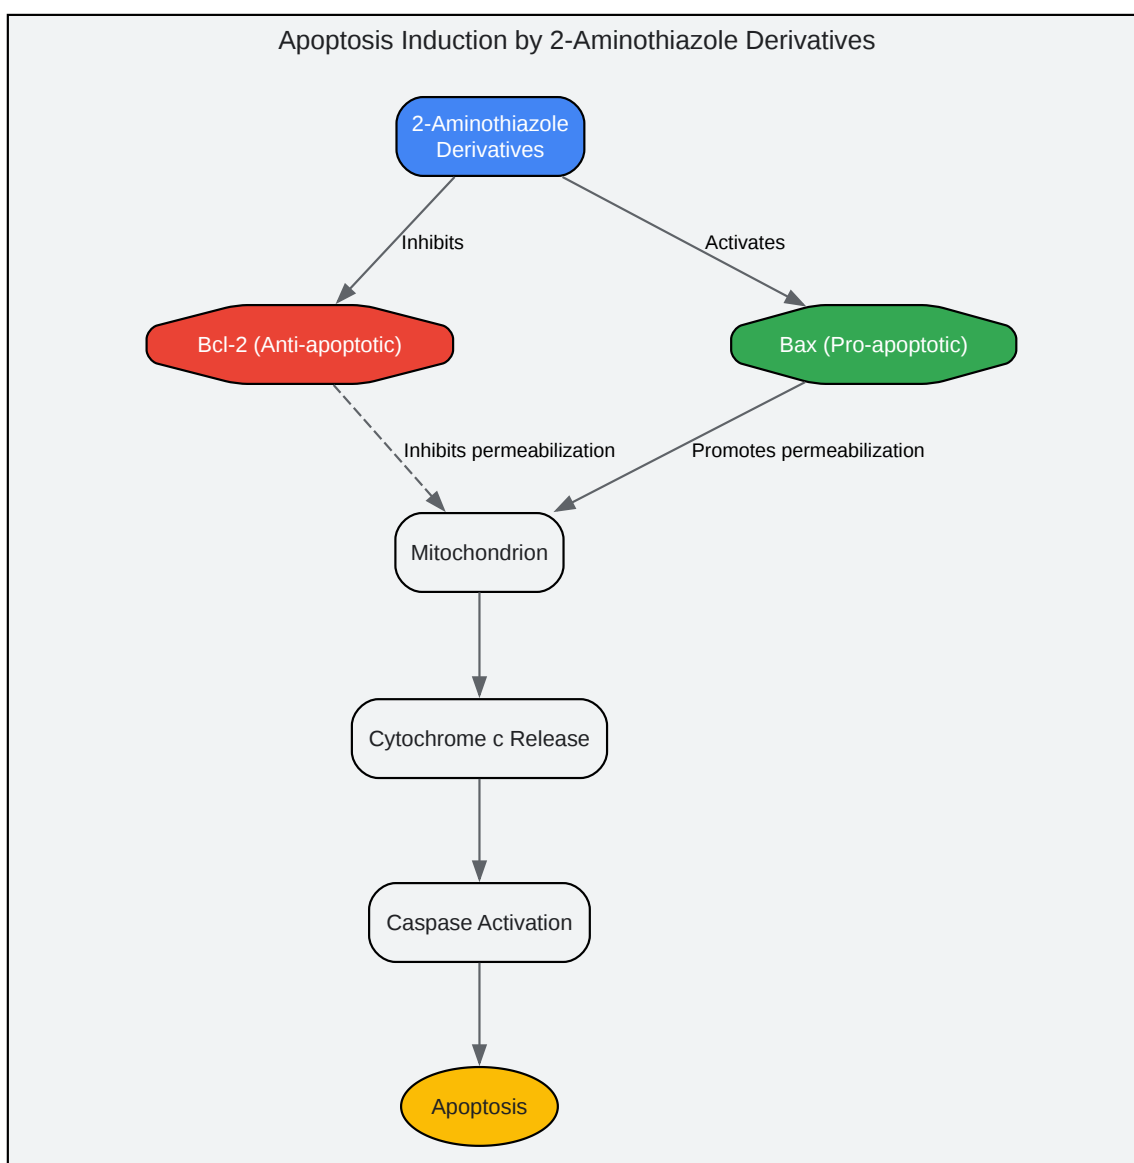 Apoptosis Induction by 2-Aminothiazole Derivatives
2-Aminothiazole
Derivatives
Inhibits
Activates
Bcl-2 (Anti-apoptotic)
Bax (Pro-apoptotic)
Inhibits permeabilization
Promotes permeabilization
Mitochondrion
Cytochrome c Release
Caspase Activation
Apoptosis